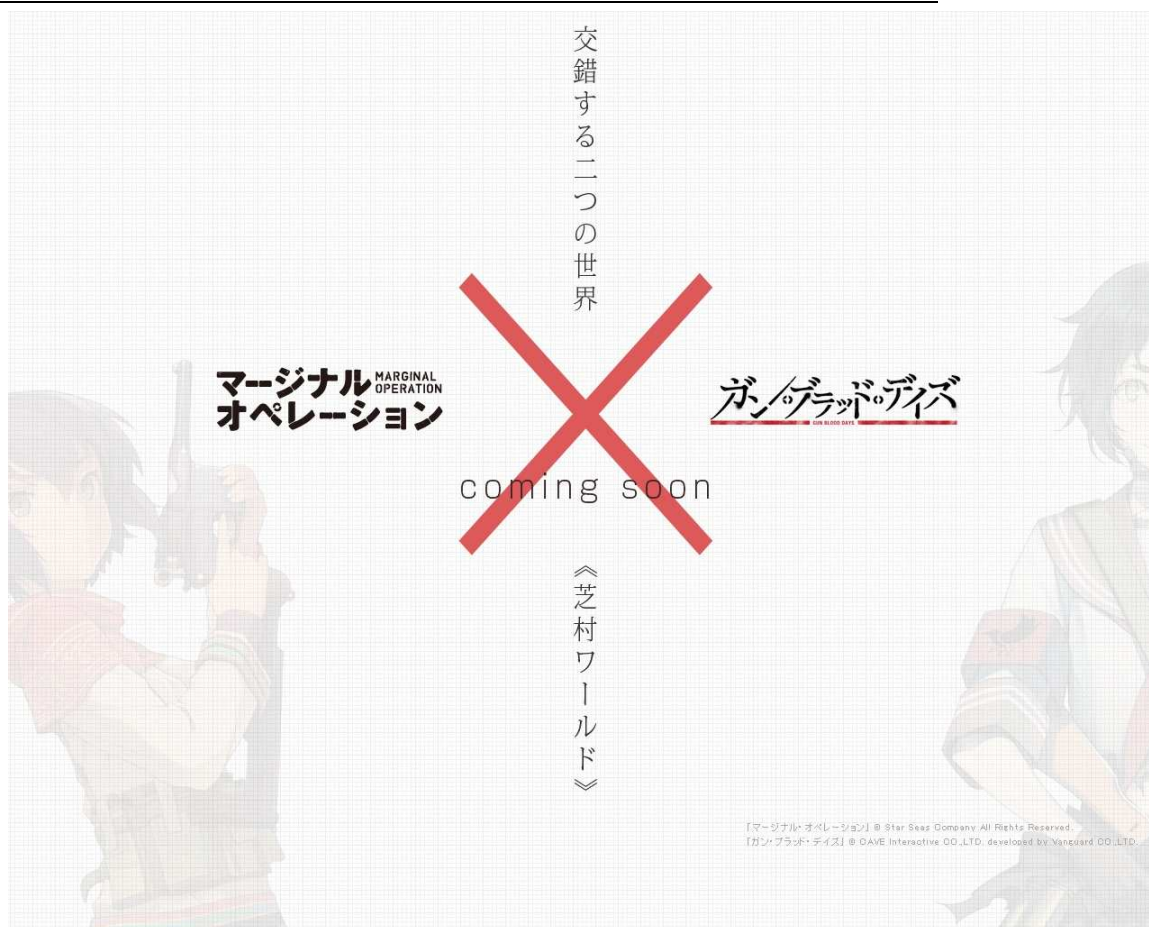 交錯する二つの世界
マージナル
オペレーション
MARGINAL
OPERATION
ガン・ブラッド・デイズ
GUN BLOOD DAYS
coming soon
《芝村ワールド》
「マージナル・オペレーション」 © Star Seas Company All Rights Reserved.
「ガン・ブラッド・デイズ」 © CAVE Interactive CO.,LTD. developed by Vanguard CO.,LTD.